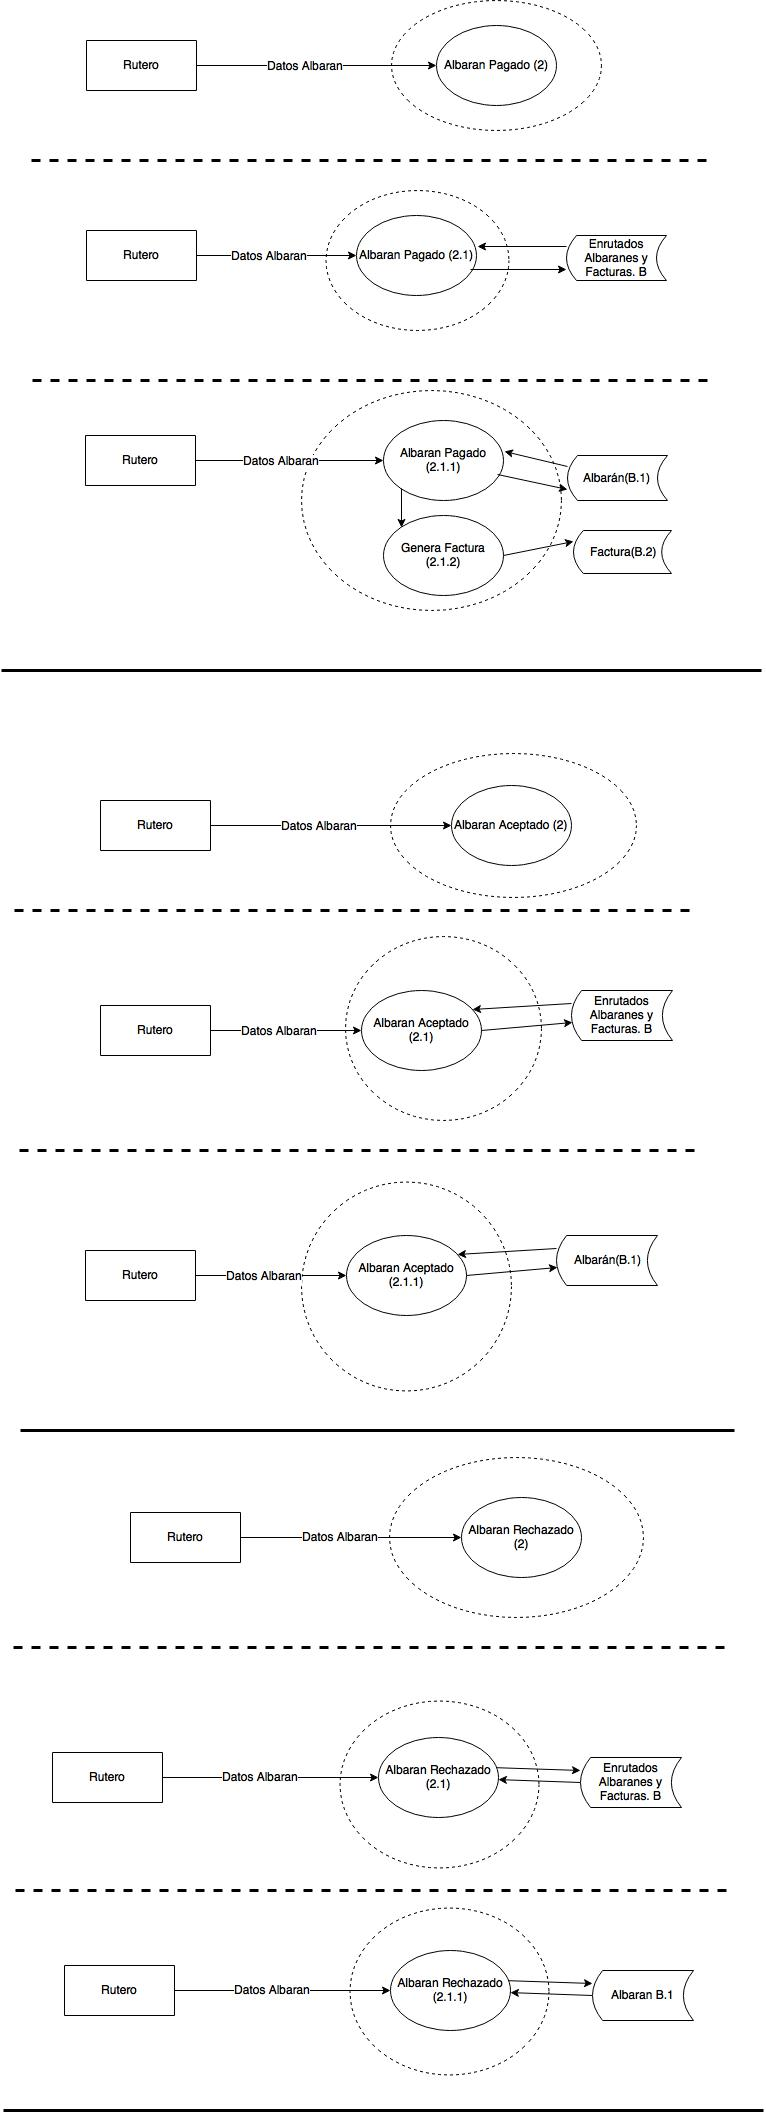 Rutero
Datos Albaran
Albaran Pagado (2)
Rutero
Datos Albaran
Albaran Pagado (2.1)
Enrutados
Albaranes y
Facturas. B
Rutero
Datos Albaran
Albaran Pagado
(2.1.1)
Albarán(B.1)
Genera Factura
(2.1.2)
Factura(B.2)
Rutero
Datos Albaran
Albaran Aceptado (2)
Rutero
Datos Albaran
Albaran Aceptado
(2.1)
Enrutados
Albaranes y
Facturas. B
Rutero
Datos Albaran
Albaran Aceptado
(2.1.1)
Albarán(B.1)
Rutero
Datos Albaran
Albaran Rechazado
(2)
Rutero
Datos Albaran
Albaran Rechazado
(2.1)
Enrutados
Albaranes y
Facturas. B
Rutero
Datos Albaran
Albaran Rechazado
(2.1.1)
Albaran B.1